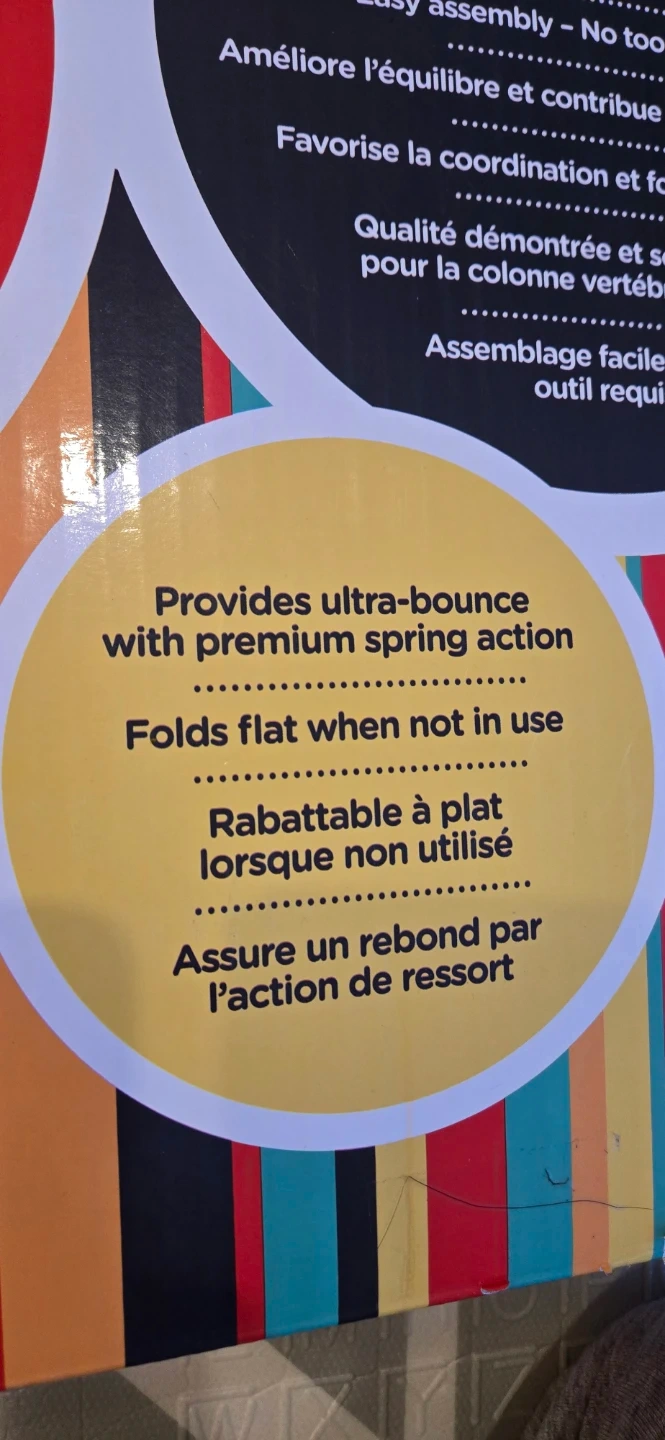 Easy assembly – No too
Améliore l'équilibre et contribue
Favorise la coordination et fo
Qualité démontrée et s
pour la colonne vertéb
Assemblage facile
outil requi
Provides ultra-bounce
with premium spring action
Folds flat when not in use
Rabattable à plat
lorsque non utilisé
Assure un rebond par
l'action de ressort